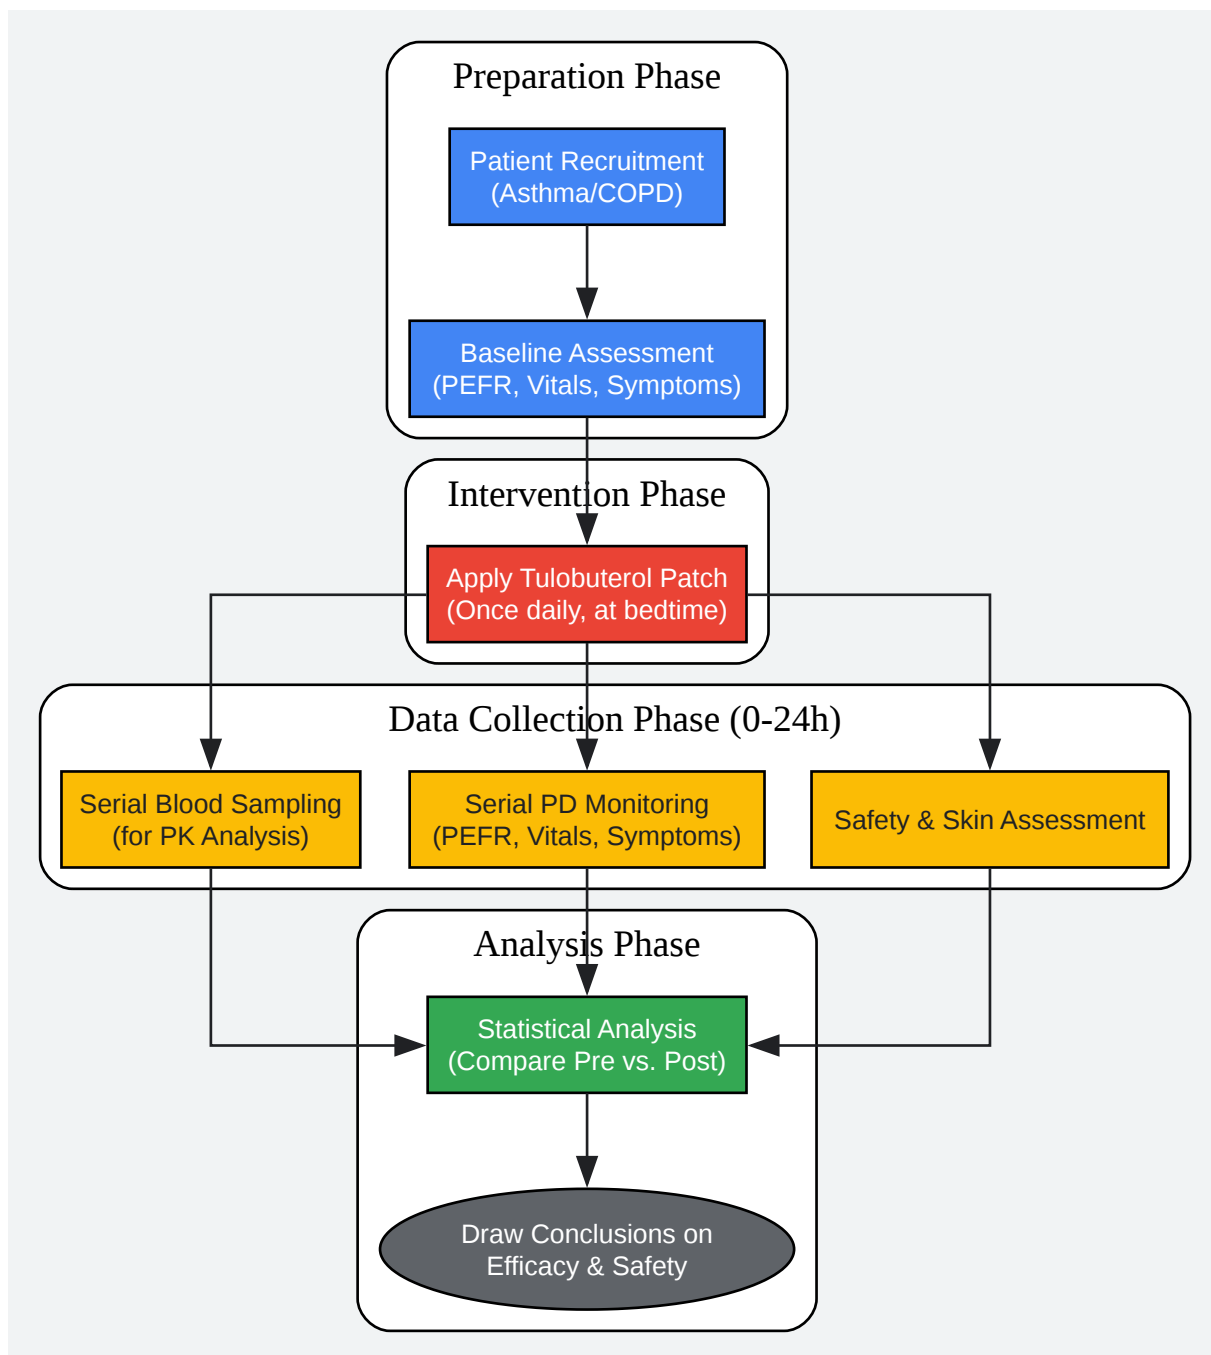 Preparation Phase
Patient Recruitment
(Asthma/COPD)
Baseline Assessment
(PEFR, Vitals, Symptoms)
Intervention Phase
Apply Tulobuterol Patch
(Once daily, at bedtime)
Data Collection Phase (0-24h)
Serial Blood Sampling
(for PK Analysis)
Serial PD Monitoring
(PEFR, Vitals, Symptoms)
Safety & Skin Assessment
Analysis Phase
Statistical Analysis
(Compare Pre vs. Post)
Draw Conclusions on
Efficacy & Safety